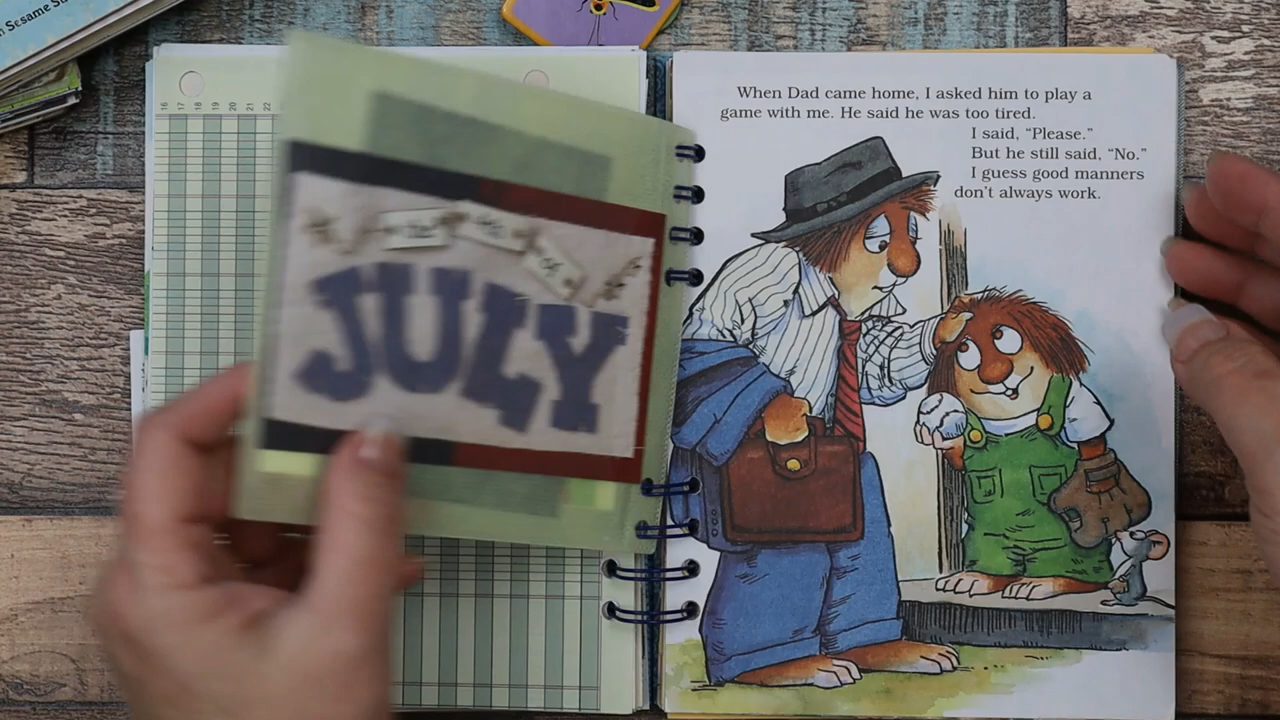 n Sesame S
16 17 18 19 20 21 22
JULY
When Dad came home, I asked him to play a
game with me. He said he was too tired.
I said, “Please.”
But he still said, “No.”
I guess good manners
don’t always work.